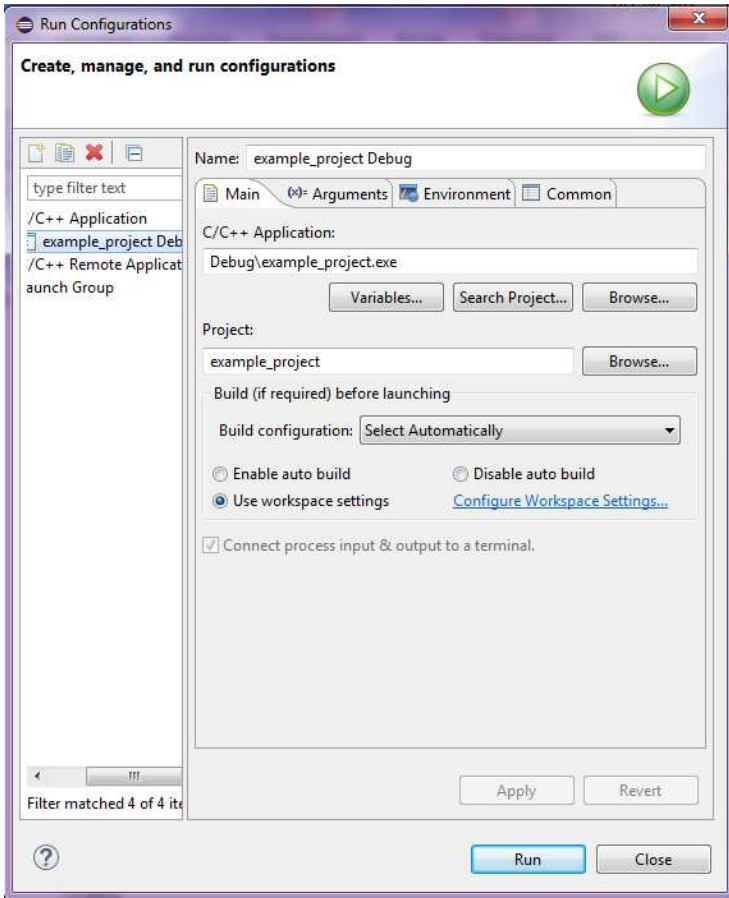 Run Configurations
Create, manage, and run configurations
type filter text
/C++ Application
example_project Deb
/C++ Remote Applicat
aunch Group
Filter matched 4 of 4 ite
Name: example_project Debug
Main (x)= Arguments Environment Common
C/C++ Application:
Debug\example_project.exe
Variables... Search Project... Browse...
Project:
example_project Browse...
Build (if required) before launching
Build configuration: Select Automatically
Enable auto build Disable auto build
Use workspace settings Configure Workspace Settings...
Connect process input & output to a terminal.
Apply Revert
? Run Close